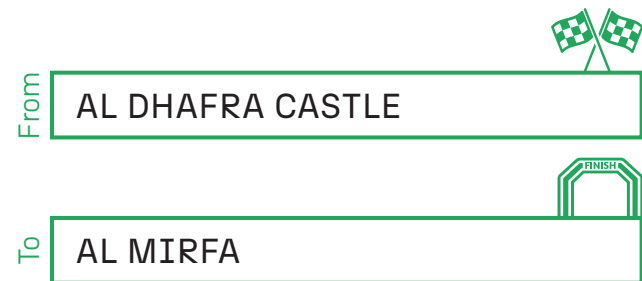 From
AL DHAFRA CASTLE
FINISH
To
AL MIRFA